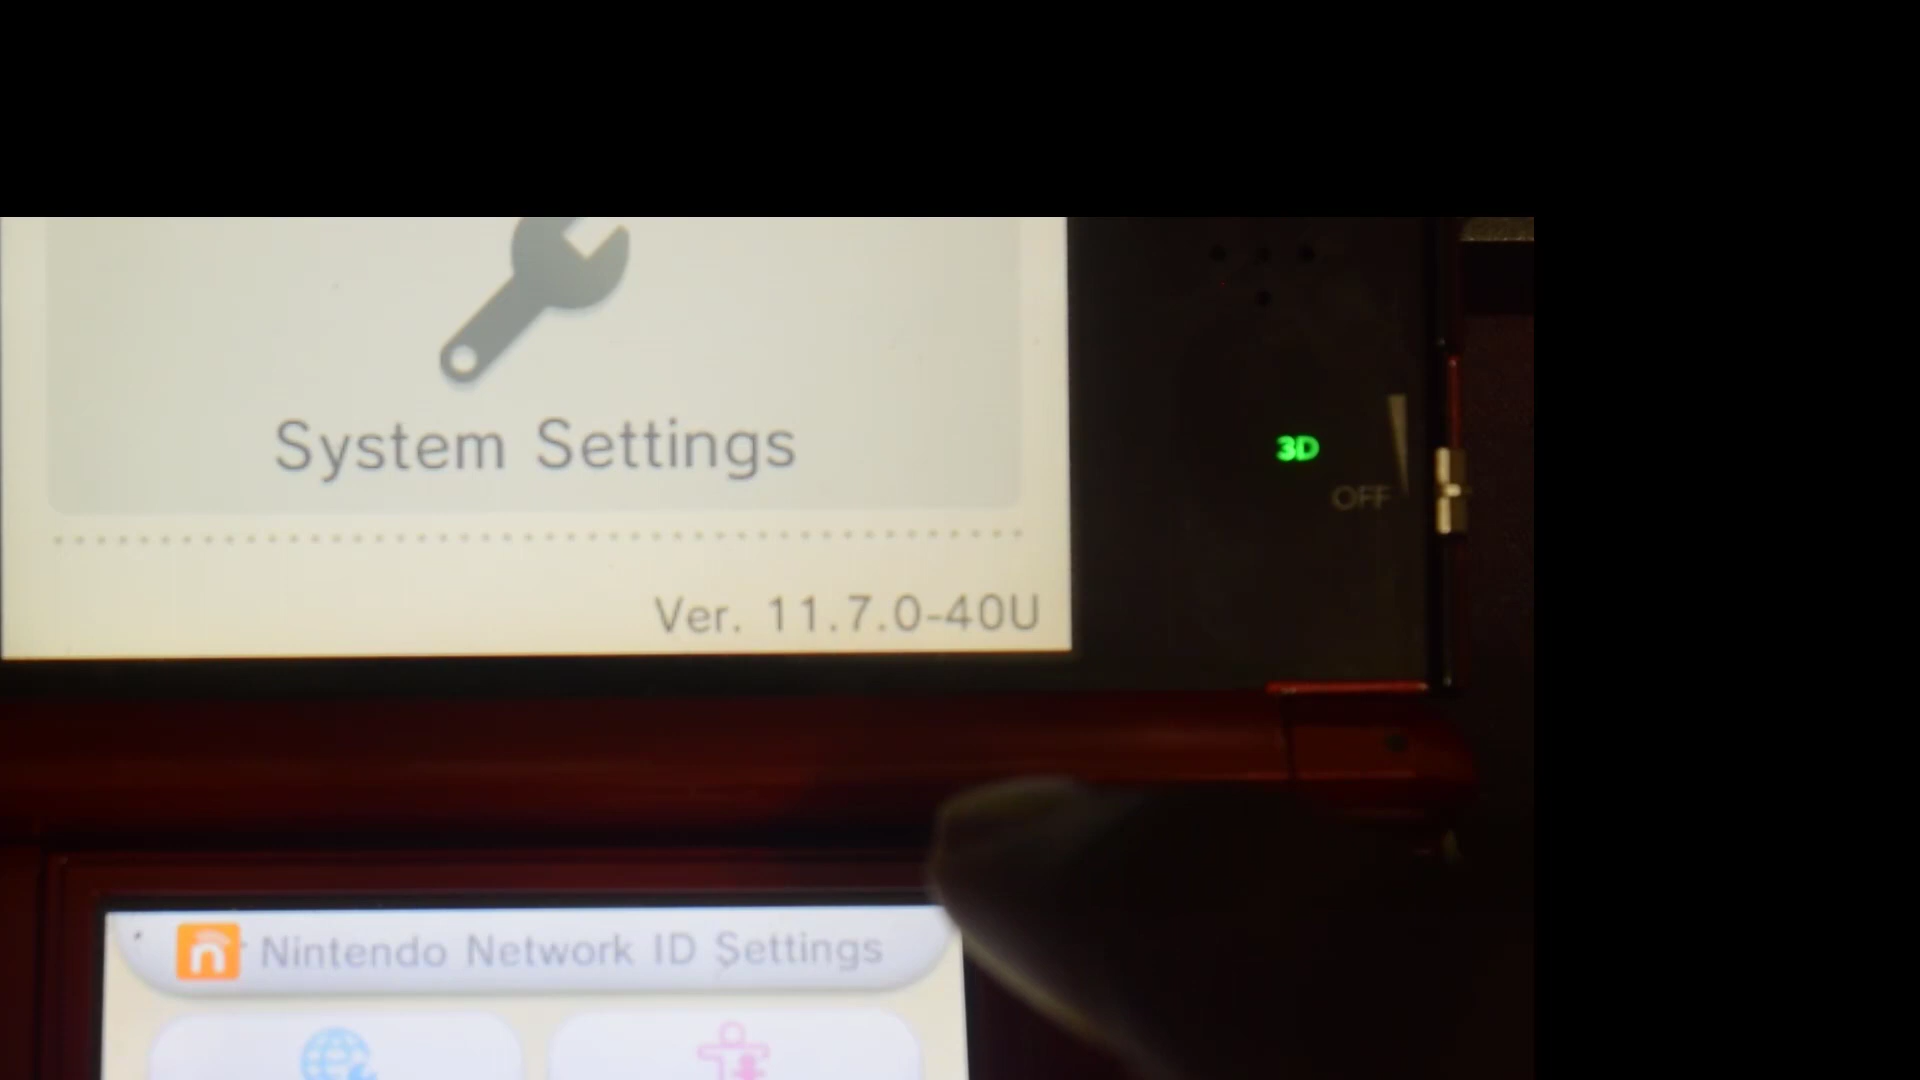 System Settings
3D
OFF
Ver. 11.7.0-40U
Nintendo Network ID Settings